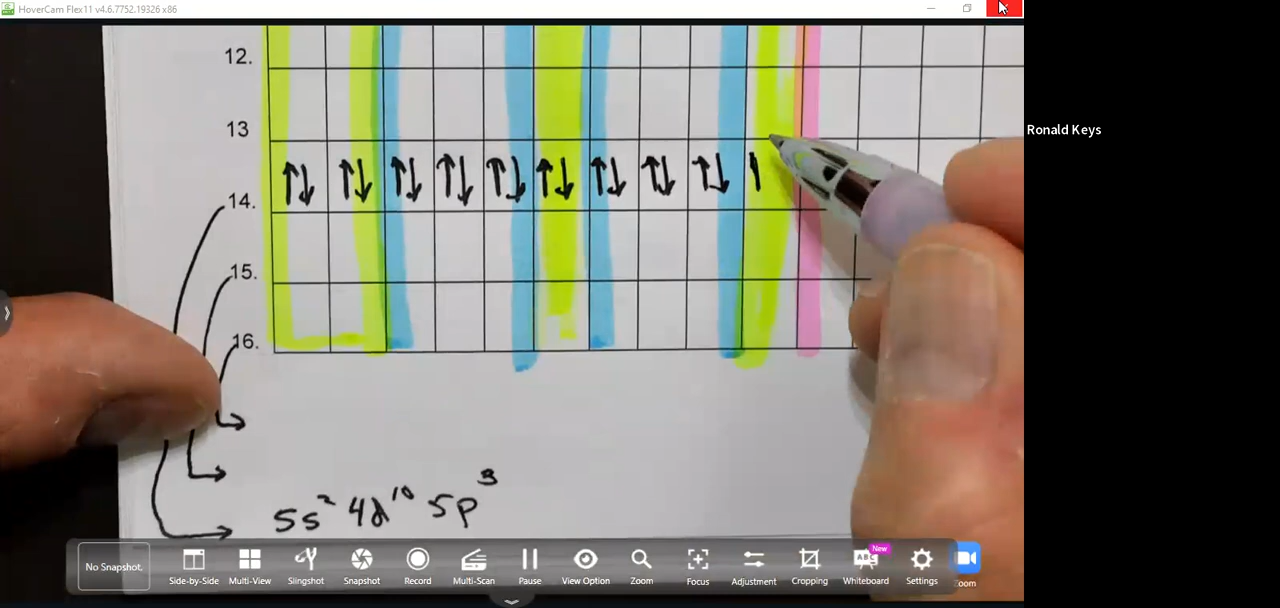 HoverCam Flex11 v4.6.7752.19326 x86
Ronald Keys
12.
13
14.
↑↓ ↑↓ ↑↓ ↑↓ ↑↓ ↑↓ ↑↓ ↑↓ ↑↓
15.
16.
5s² 4d¹⁰ 5p³
No Snapshot.
Side-by-Side Multi-View Slingshot Snapshot Record Multi-Scan Pause View Option Zoom Focus Adjustment Cropping Whiteboard Settings Zoom
ABC New